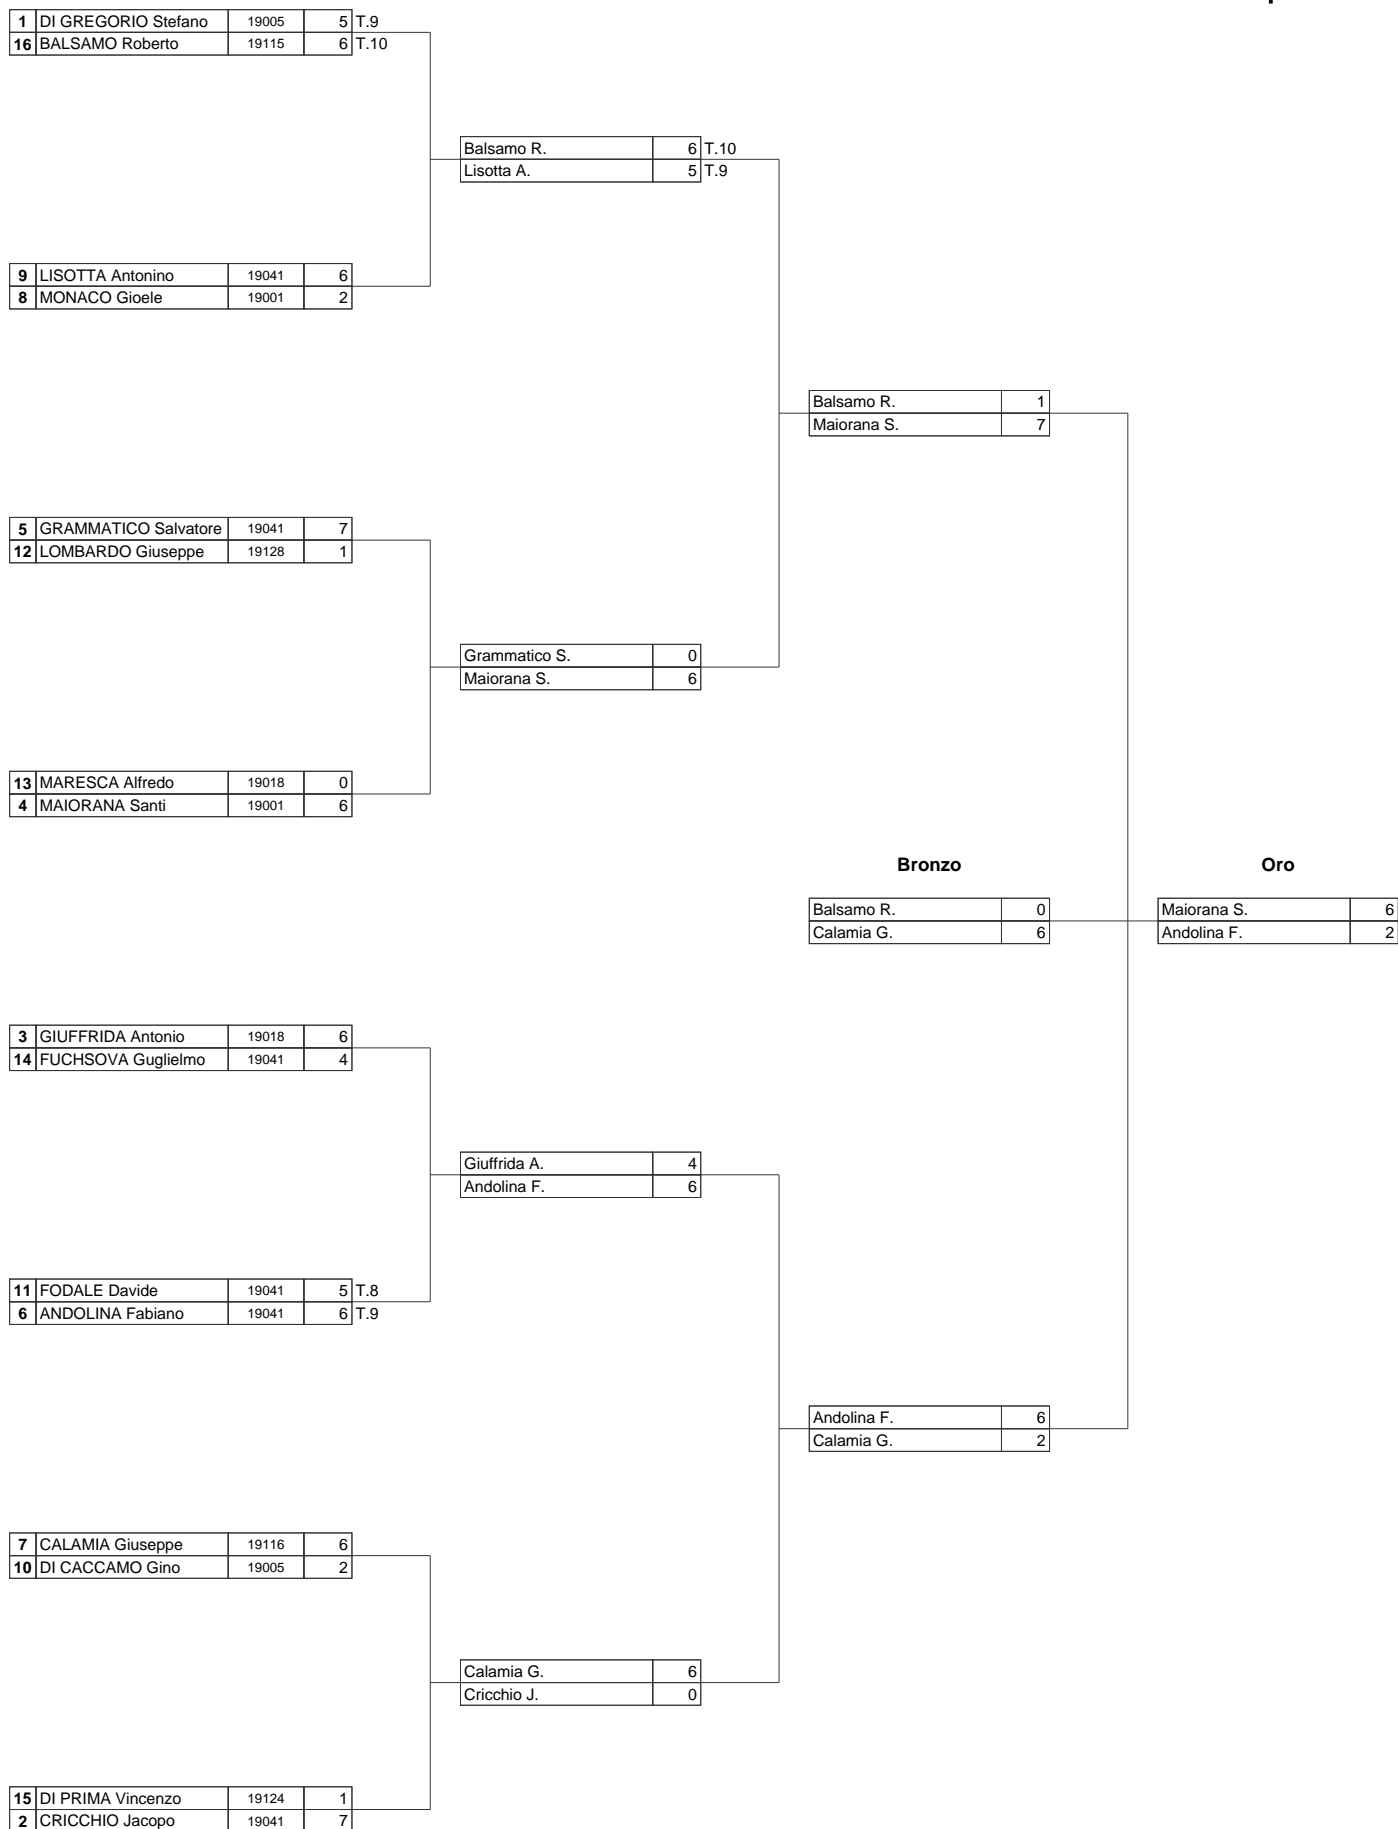 1 DI GREGORIO Stefano 19005 5 T.9
16 BALSAMO Roberto 19115 6 T.10
Balsamo R. 6 T.10
Lisotta A. 5 T.9
9 LISOTTA Antonino 19041 6
8 MONACO Gioele 19001 2
Balsamo R. 1
Maiorana S. 7
5 GRAMMATICO Salvatore 19041 7
12 LOMBARDO Giuseppe 19128 1
Grammatico S. 0
Maiorana S. 6
13 MARESCA Alfredo 19018 0
4 MAIORANA Santi 19001 6
Bronzo Oro
Balsamo R. 0 Maiorana S. 6
Calamia G. 6 Andolina F. 2
3 GIUFFRIDA Antonio 19018 6
14 FUCHSOVA Guglielmo 19041 4
Giuffrida A. 4
Andolina F. 6
11 FODALE Davide 19041 5 T.8
6 ANDOLINA Fabiano 19041 6 T.9
Andolina F. 6
Calamia G. 2
7 CALAMIA Giuseppe 19116 6
10 DI CACCAMO Gino 19005 2
Calamia G. 6
Cricchio J. 0
15 DI PRIMA Vincenzo 19124 1
2 CRICCHIO Jacopo 19041 7